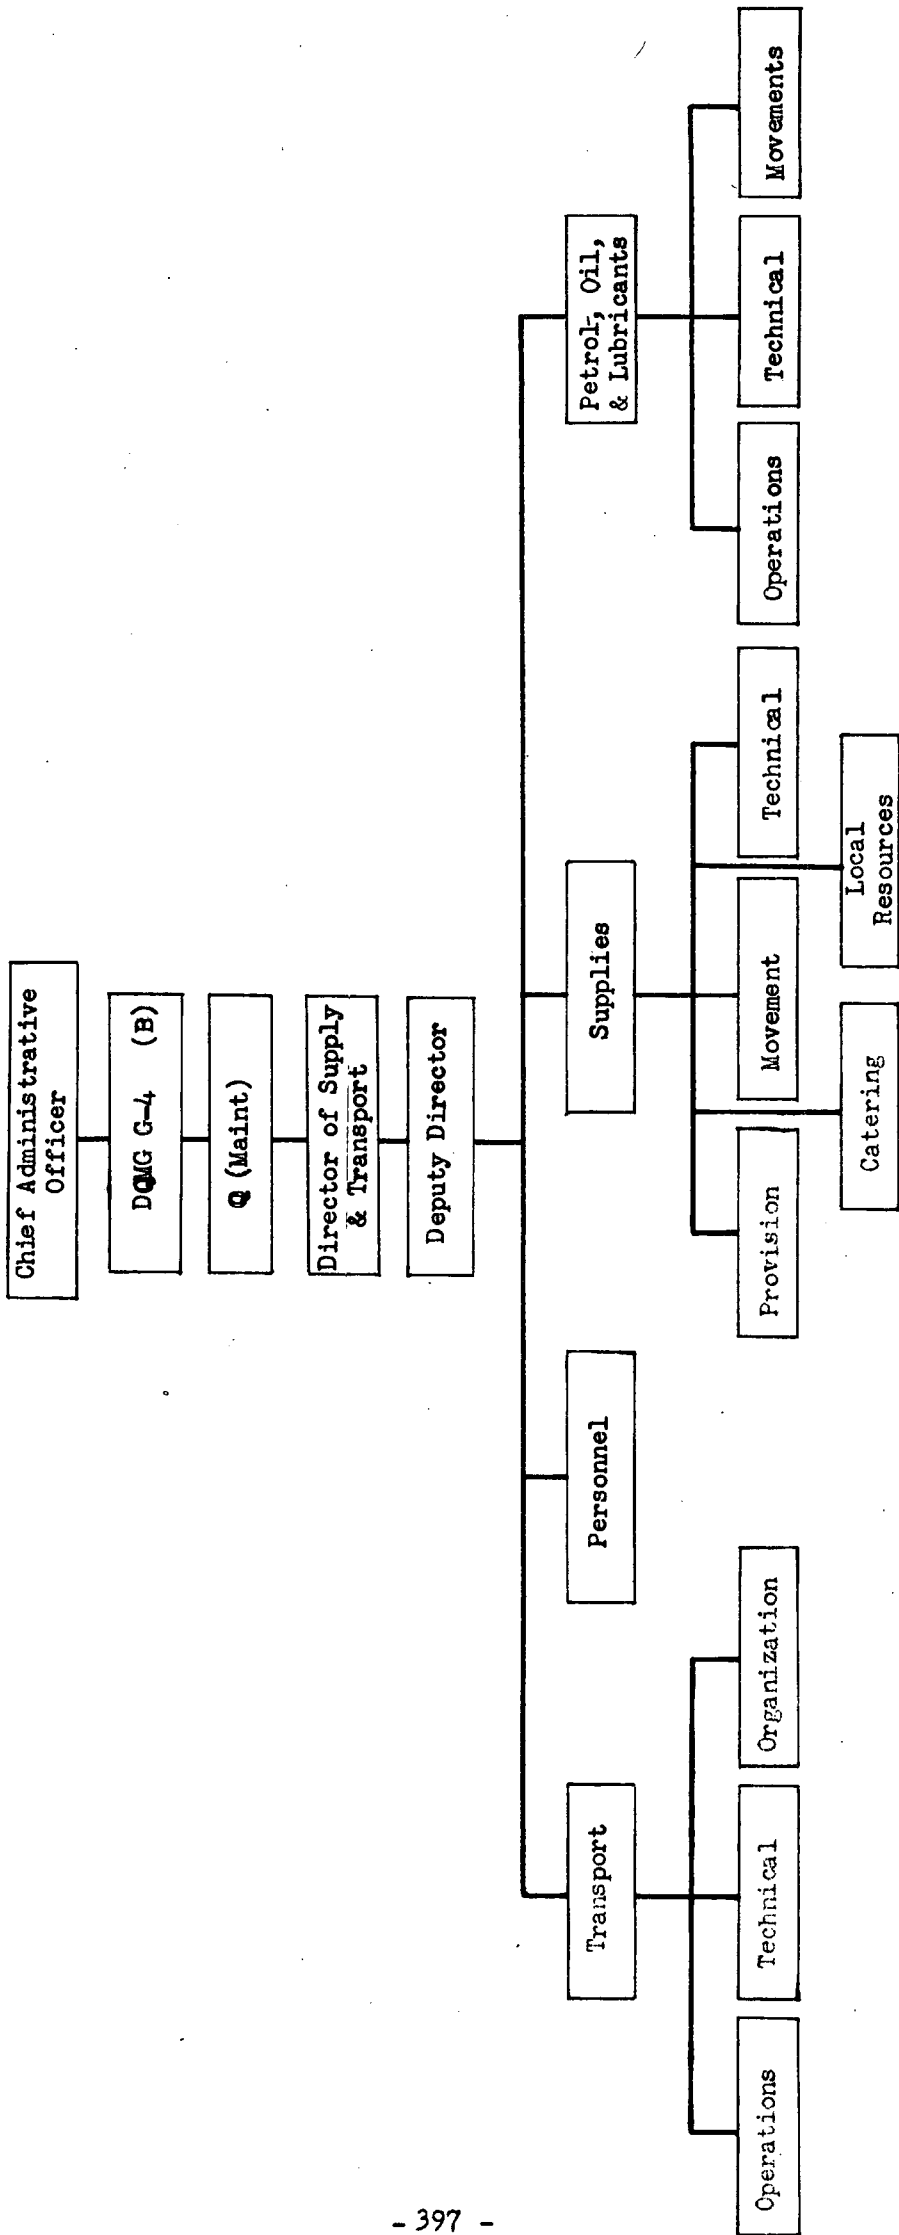 Chief Administrative
Officer
DQMG G-4 (B)
Q (Maint)
Director of Supply
& Transport
Deputy Director
Transport
Personnel
Supplies
Petrol, Oil,
& Lubricants
Operations
Technical
Organization
Provision
Movement
Technical
Operations
Technical
Movements
Catering
Local
Resources
- 397 -